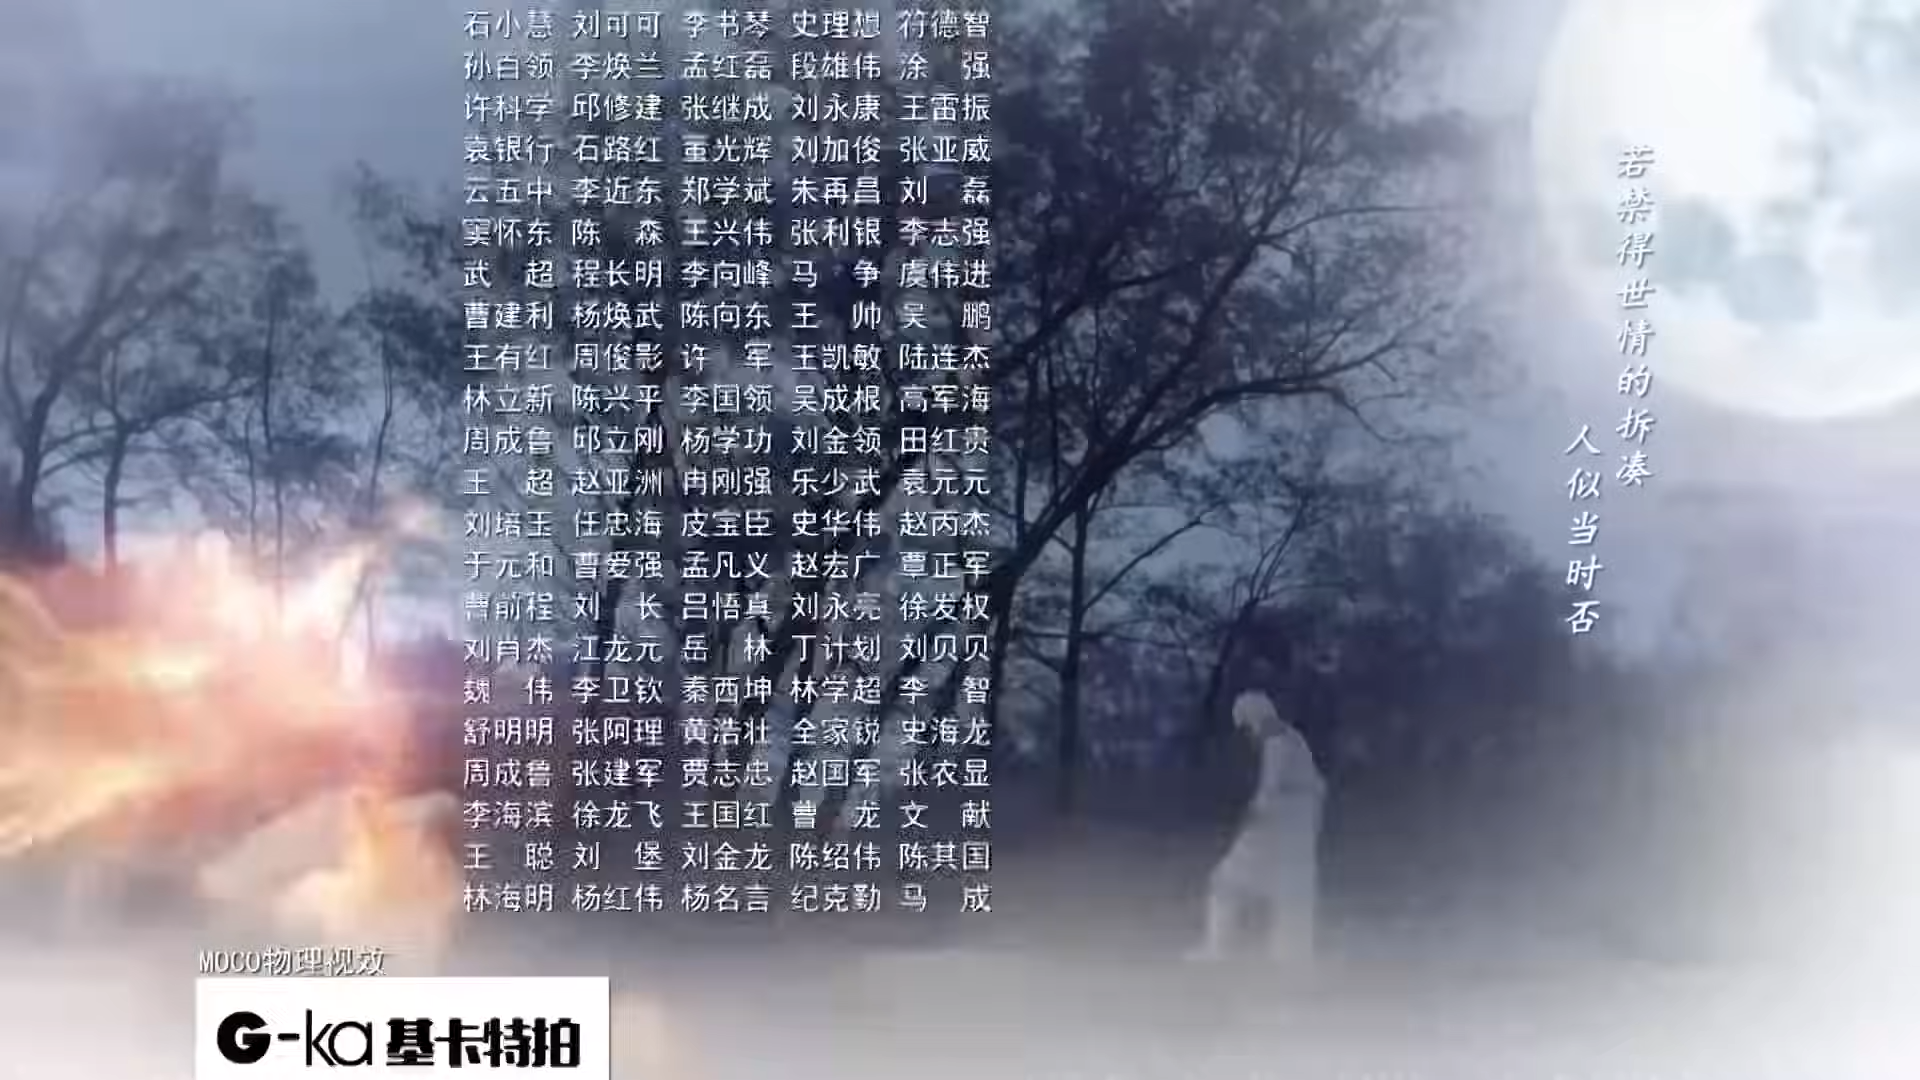 石小慧 刘可可 李书琴 史理想 符德智
孙白领 李焕兰 孟红磊 段雄伟 涂　强
许科学 邱修建 张继成 刘永康 王雷振
袁银行 石路红 董光辉 刘加俊 张亚威
云五中 李近东 郑学斌 朱再昌 刘　磊
窦怀东 陈　森 王兴伟 张利银 李志强
武　超 程长明 李向峰 马　争 虞伟进
曹建利 杨焕武 陈向东 王　帅 吴　鹏
王有红 周俊影 许　军 王凯敏 陆连杰
林立新 陈兴平 李国领 吴成根 高军海
周成鲁 邱立刚 杨学功 刘金领 田红贵
王　超 赵亚洲 冉刚强 乐少武 袁元元
刘培玉 任忠海 皮宝臣 史华伟 赵丙杰
于元和 曹爱强 孟凡义 赵宏广 覃正军
曹前程 刘　长 吕悟真 刘永亮 徐发权
刘肖杰 江龙元 岳　林 丁计划 刘贝贝
魏　伟 李卫钦 秦西坤 林学超 李　智
舒明明 张阿理 黄浩壮 全家锐 史海龙
周成鲁 张建军 贾志忠 赵国军 张农显
李海滨 徐龙飞 王国红 曹　龙 文　献
王　聪 刘　堡 刘金龙 陈绍伟 陈其国
林海明 杨红伟 杨名言 纪克勤 马　成
MOCO物理视效
G-ka基卡特拍
若禁得世情的拆凑
人似当时否